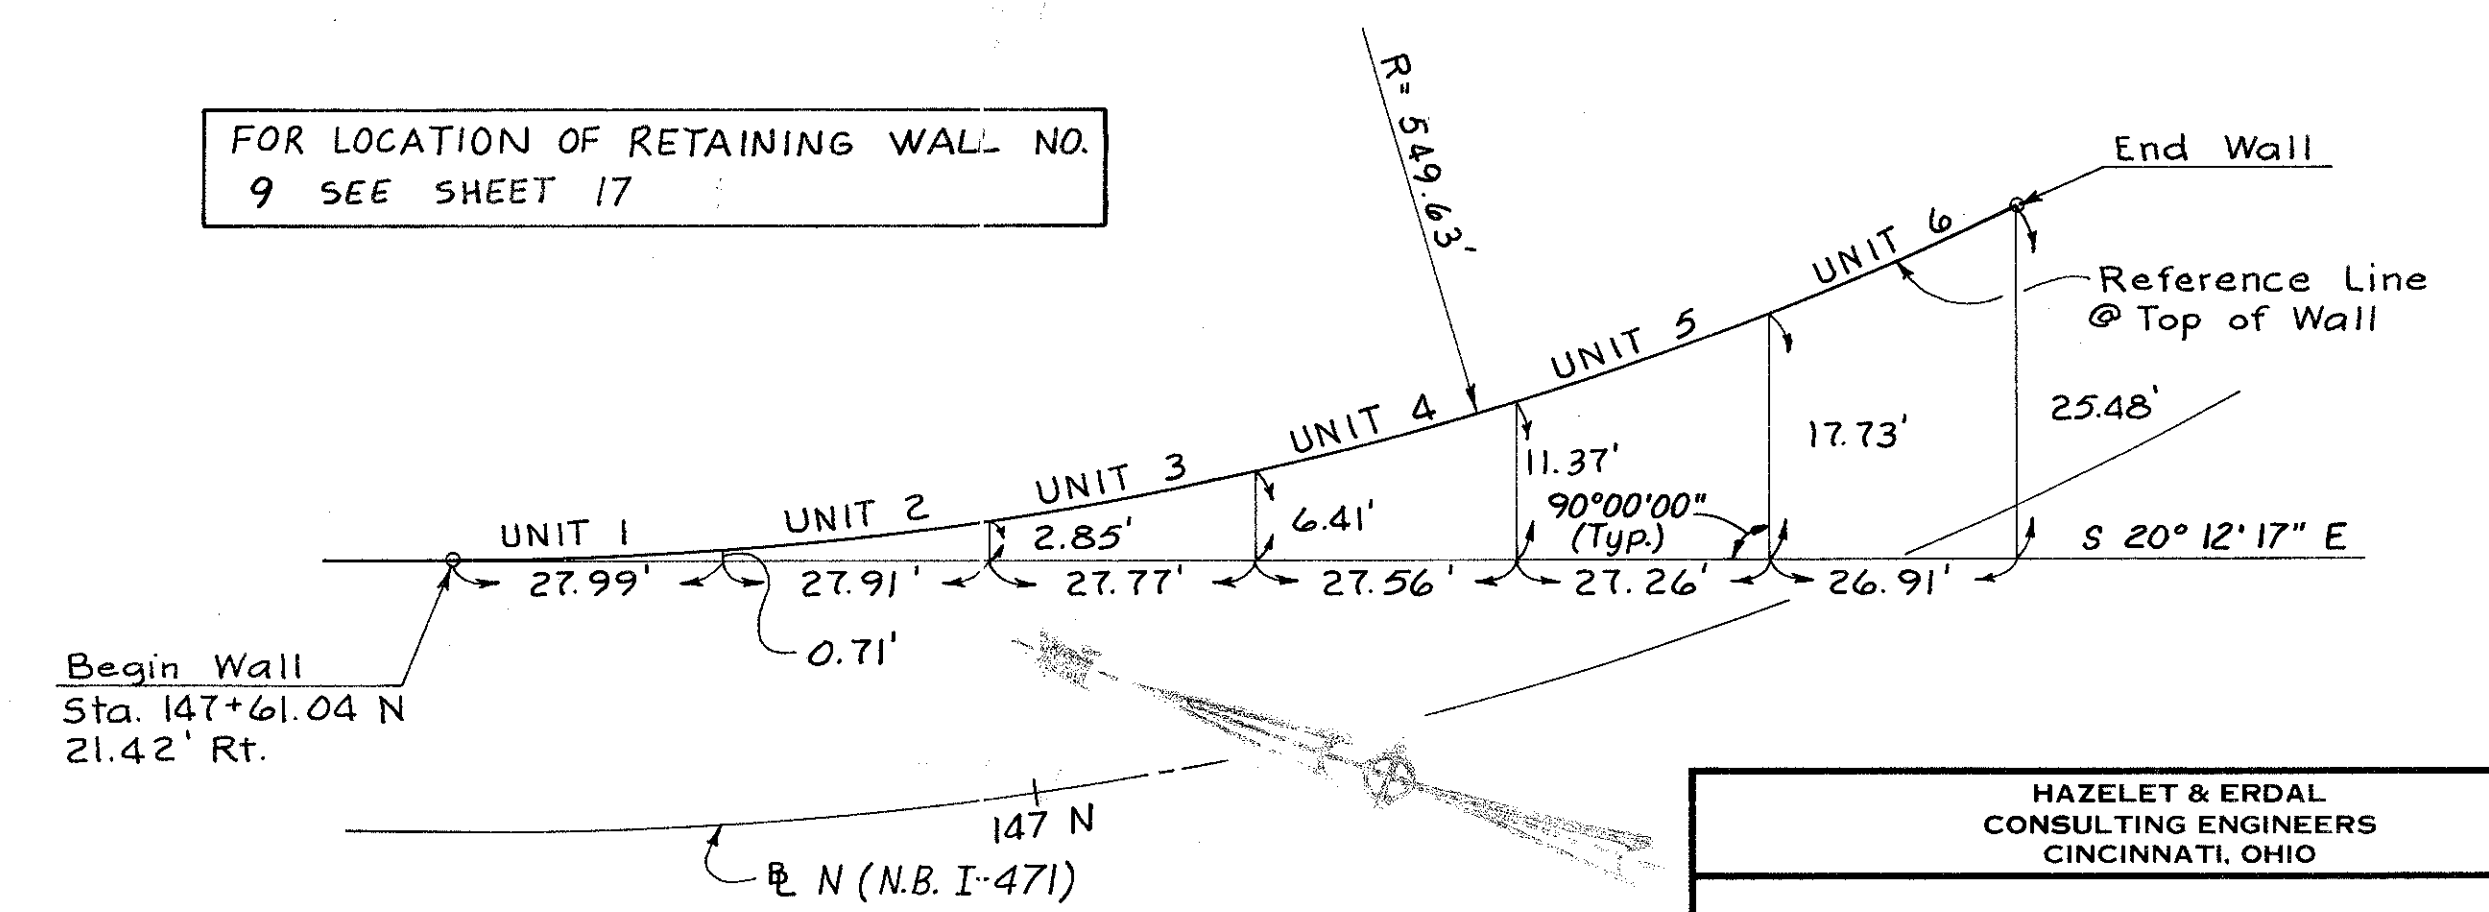 FOR LOCATION OF RETAINING WALL NO.
9 SEE SHEET 17
R= 549.63'
End Wall
UNIT 6
Reference Line
@ Top of Wall
UNIT 5
UNIT 4
UNIT 3
UNIT 2
UNIT 1
25.48'
17.73'
11.37'
90°00'00"
(Typ.)
6.41'
2.85'
S 20° 12' 17" E
27.99'
27.91'
27.77'
27.56'
27.26'
26.91'
0.71'
Begin Wall
Sta. 147+61.04 N
21.42' Rt.
147 N
BL N (N.B. I-471)
HAZELET & ERDAL
CONSULTING ENGINEERS
CINCINNATI, OHIO